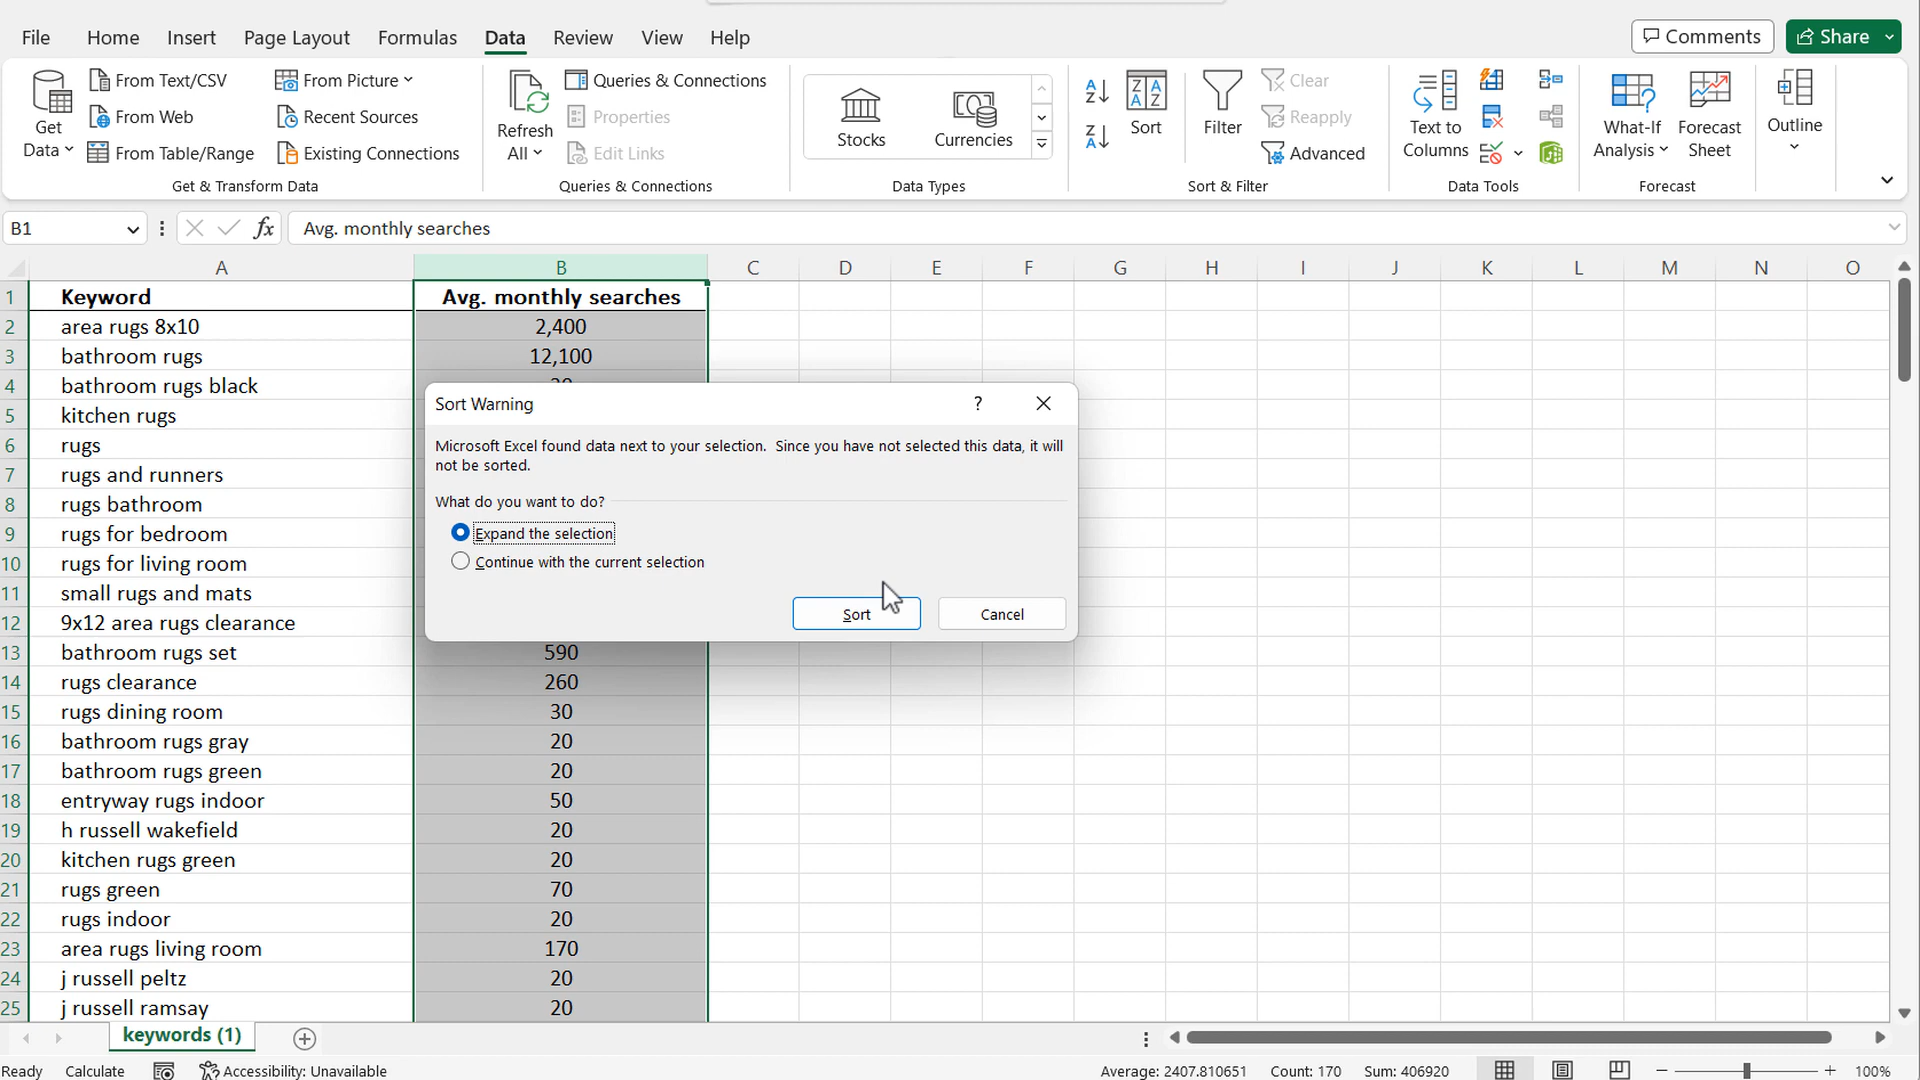 File Home Insert Page Layout Formulas Data Review View Help Comments Share
Get Data
From Text/CSV
From Web
From Table/Range
From Picture
Recent Sources
Existing Connections
Get & Transform Data
Refresh All
Queries & Connections
Properties
Edit Links
Queries & Connections
Stocks
Currencies
Data Types
Sort
Filter
Clear
Reapply
Advanced
Sort & Filter
Text to Columns
Data Tools
What-If Analysis
Forecast Sheet
Forecast
Outline
B1 fx Avg. monthly searches
A B C D E F G H I J K L M N O
1 Keyword Avg. monthly searches
2 area rugs 8x10 2,400
3 bathroom rugs 12,100
4 bathroom rugs black
5 kitchen rugs
6 rugs
7 rugs and runners
8 rugs bathroom
9 rugs for bedroom
10 rugs for living room
11 small rugs and mats
12 9x12 area rugs clearance
13 bathroom rugs set 590
14 rugs clearance 260
15 rugs dining room 30
16 bathroom rugs gray 20
17 bathroom rugs green 20
18 entryway rugs indoor 50
19 h russell wakefield 20
20 kitchen rugs green 20
21 rugs green 70
22 rugs indoor 20
23 area rugs living room 170
24 j russell peltz 20
25 j russell ramsay 20
Sort Warning ?
Microsoft Excel found data next to your selection. Since you have not selected this data, it will
not be sorted.
What do you want to do?
Expand the selection
Continue with the current selection
Sort Cancel
keywords (1)
Ready Calculate Accessibility: Unavailable Average: 2407.810651 Count: 170 Sum: 406920 100%